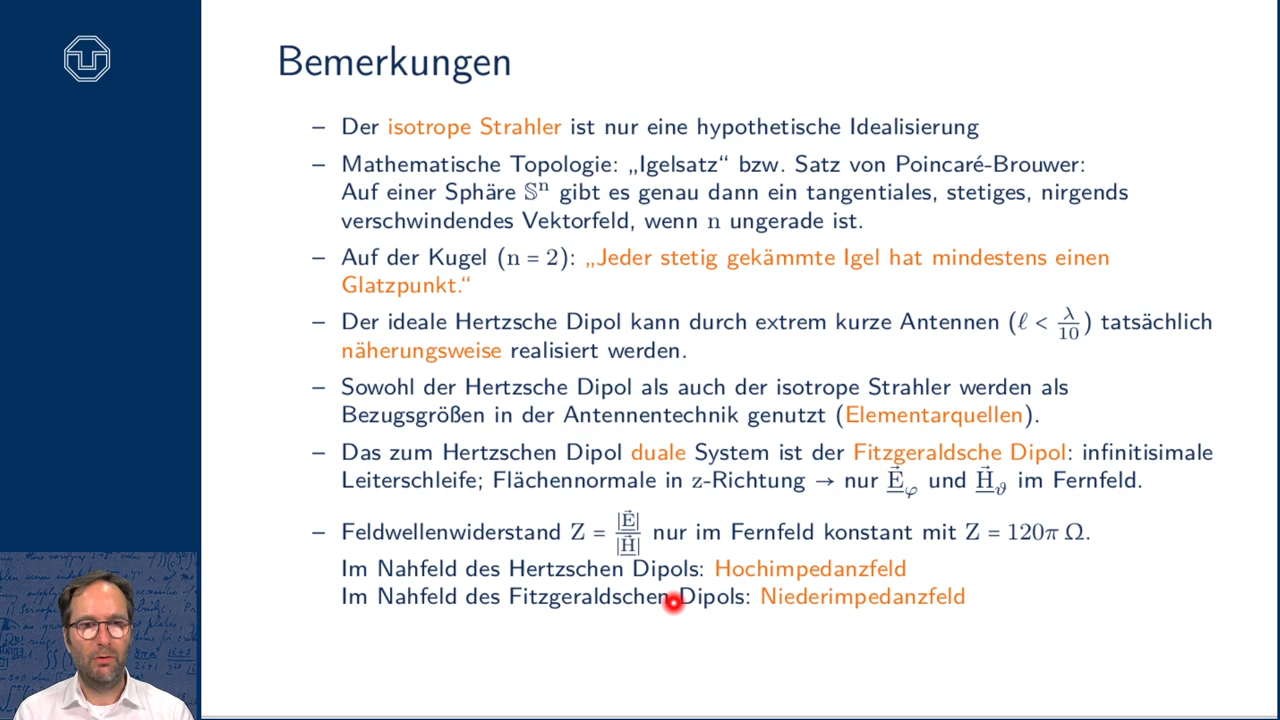 Bemerkungen
– Der isotrope Strahler ist nur eine hypothetische Idealisierung
– Mathematische Topologie: „Igelsatz“ bzw. Satz von Poincaré-Brouwer:
Auf einer Sphäre 𝕊ⁿ gibt es genau dann ein tangentiales, stetiges, nirgends
verschwindendes Vektorfeld, wenn n ungerade ist.
– Auf der Kugel (n = 2): „Jeder stetig gekämmte Igel hat mindestens einen
Glatzpunkt.“
– Der ideale Hertzsche Dipol kann durch extrem kurze Antennen (ℓ < λ/10) tatsächlich
näherungsweise realisiert werden.
– Sowohl der Hertzsche Dipol als auch der isotrope Strahler werden als
Bezugsgrößen in der Antennentechnik genutzt (Elementarquellen).
– Das zum Hertzschen Dipol duale System ist der Fitzgeraldsche Dipol: infinitisimale
Leiterschleife; Flächennormale in z-Richtung → nur E̲⃗φ und H̲⃗ϑ im Fernfeld.
– Feldwellenwiderstand Z = |E̲⃗|/|H̲⃗| nur im Fernfeld konstant mit Z = 120π Ω.
Im Nahfeld des Hertzschen Dipols: Hochimpedanzfeld
Im Nahfeld des Fitzgeraldschen Dipols: Niederimpedanzfeld